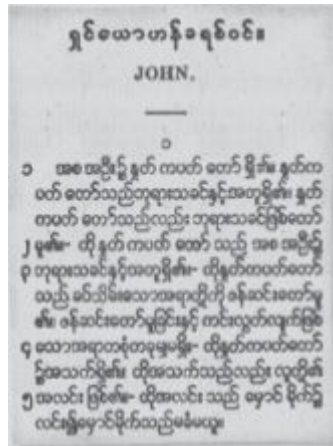 ရှင်ယောဟန်ခရစ်ဝင်။
JOHN.
၁
၁ အစအဦး၌ နှုတ် ကပတ် တော် ရှိ၏။ နှုတ်က
ပတ် တော်သည်ဘုရားသခင်နှင့်အတူရှိ၏။ နှုတ်
ကပတ် တော်သည်လည်း ဘုရားသခင်ဖြစ်တော်
၂ မူ၏။- ထို နှုတ် ကပတ် တော် သည် အစ အဦး၌
၃ ဘုရားသခင်နှင့်အတူရှိ၏။- ထိုနှုတ်ကပတ်တော်
သည် ခပ်သိမ်းသောအရာတို့ကို ဖန်ဆင်းတော်မူ
၏။ ဖန်ဆင်းတော်မူခြင်းနှင့် ကင်းလွတ်လျက်ဖြစ်
၄ သောအရာတစုံတခုမျှမရှိ။- ထိုနှုတ်ကပတ်တော်
၌အသက်ရှိ၏။ ထိုအသက်သည်လည်း လူတို့၏
၅ အလင်း ဖြစ်၏။- ထိုအလင်း သည် မှောင် မိုက်၌
လင်း၍မှောင်မိုက်သည်မခံမယူ။